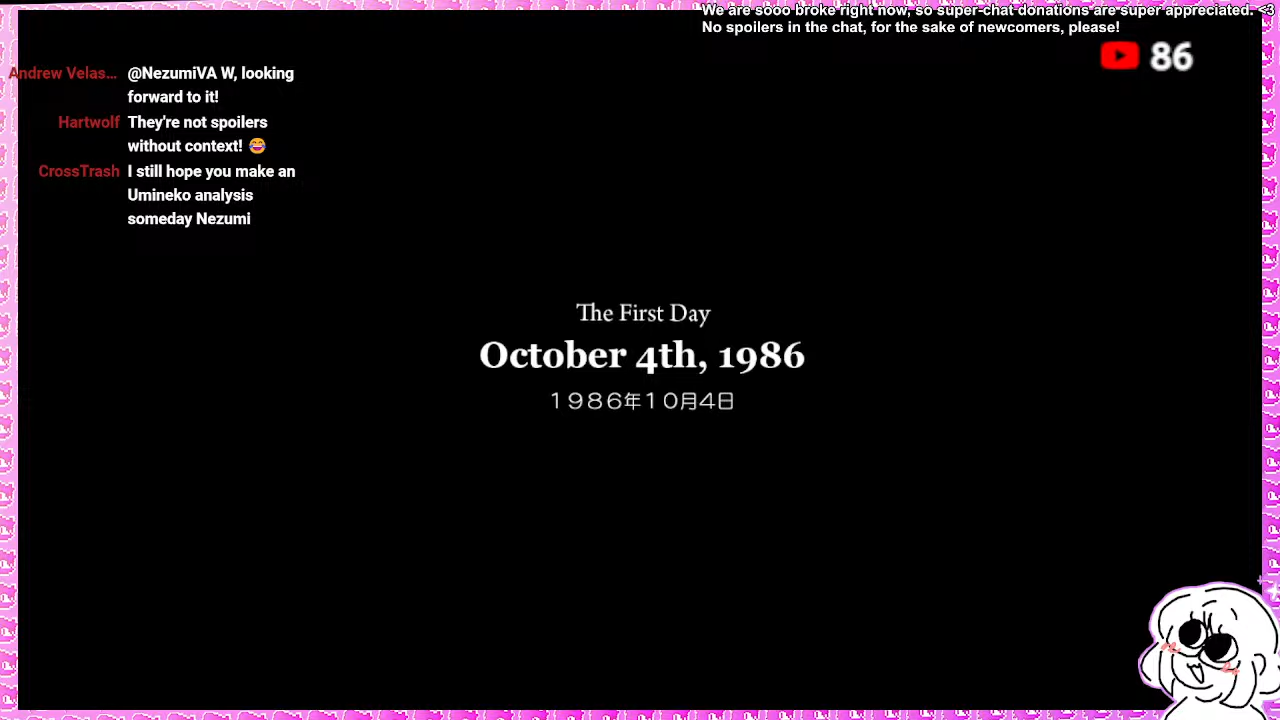 We are sooo broke right now, so super-chat donations are super appreciated. <3
No spoilers in the chat, for the sake of newcomers, please!
86
Andrew Velas... @NezumiVA W, looking
forward to it!
Hartwolf They're not spoilers
without context! 😂
CrossTrash I still hope you make an
Umineko analysis
someday Nezumi
The First Day
October 4th, 1986
1986年10月4日